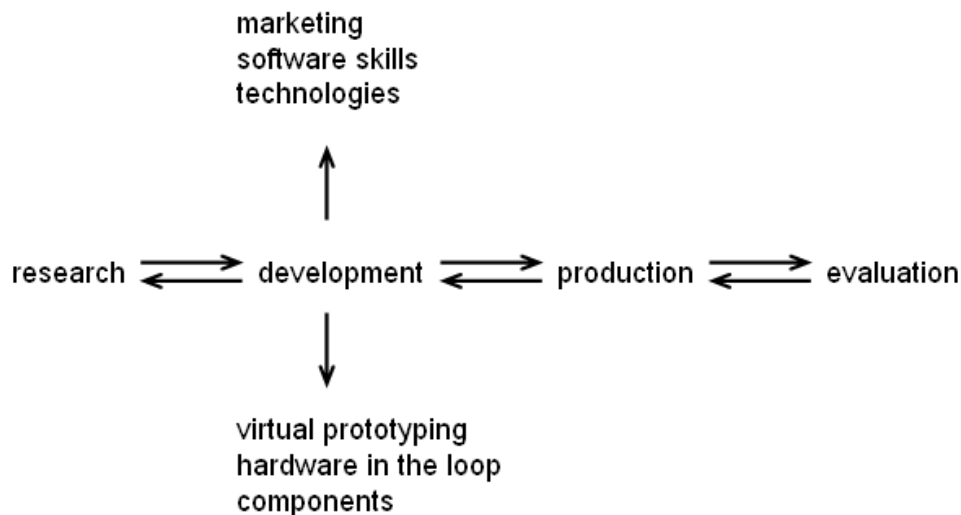 marketing
software skills
technologies
research development production evaluation
virtual prototyping
hardware in the loop
components